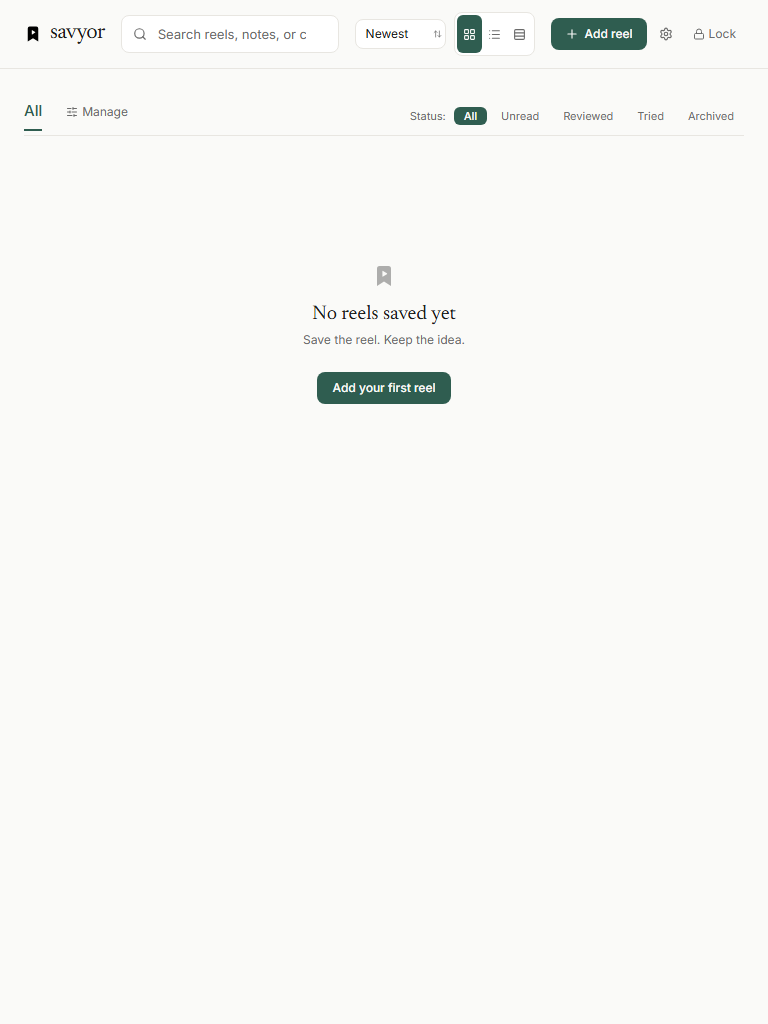 savyor
Search reels, notes, or c
Newest
Add reel
Lock
All
Manage
Status:
All
Unread
Reviewed
Tried
Archived
No reels saved yet
Save the reel. Keep the idea.
Add your first reel